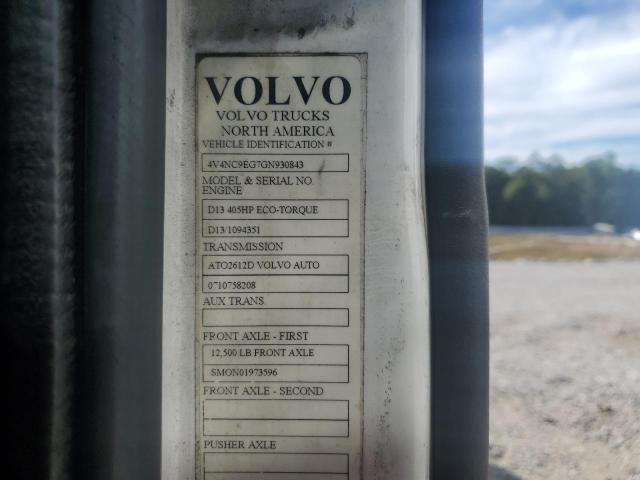 VOLVO
VOLVO TRUCKS
NORTH AMERICA
VEHICLE IDENTIFICATION #
4V4NC9EG7GN930843
MODEL & SERIAL NO.
ENGINE
D13 405HP ECO-TORQUE
D13/1094351
TRANSMISSION
ATO2612D VOLVO AUTO
0710758208
AUX TRANS.
FRONT AXLE - FIRST
12,500 LB FRONT AXLE
SMON01973596
FRONT AXLE - SECOND
PUSHER AXLE